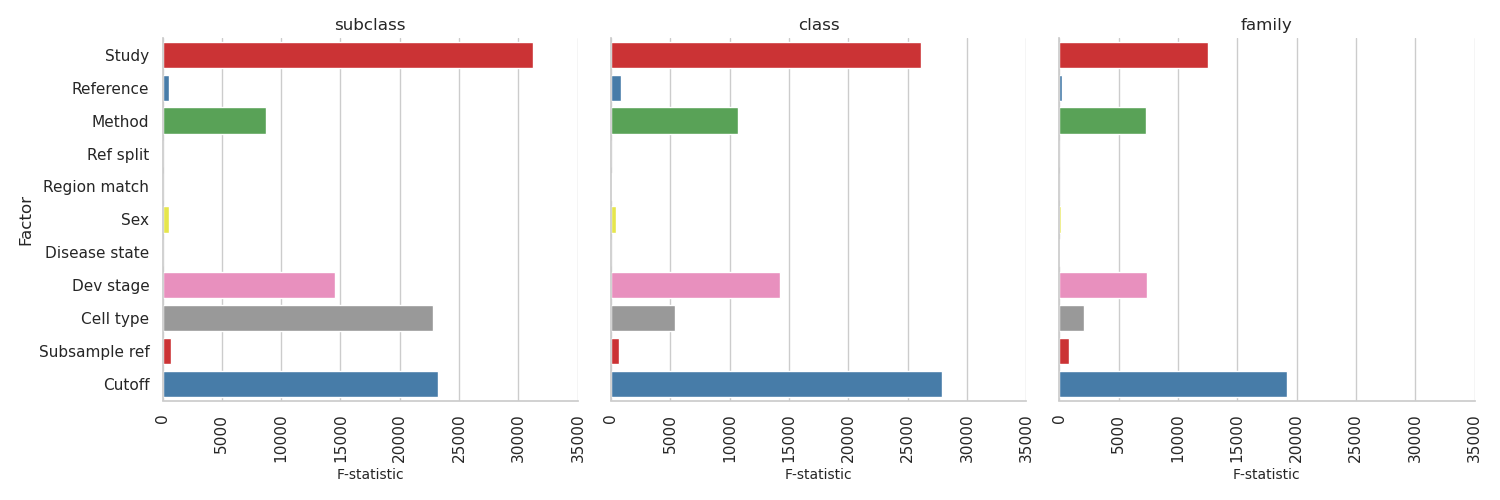 subclass
class
family
Factor
Study
Reference
Method
Ref split
Region match
Sex
Disease state
Dev stage
Cell type
Subsample ref
Cutoff
0
5000
10000
15000
20000
25000
30000
35000
F-statistic
0
5000
10000
15000
20000
25000
30000
35000
F-statistic
0
5000
10000
15000
20000
25000
30000
35000
F-statistic